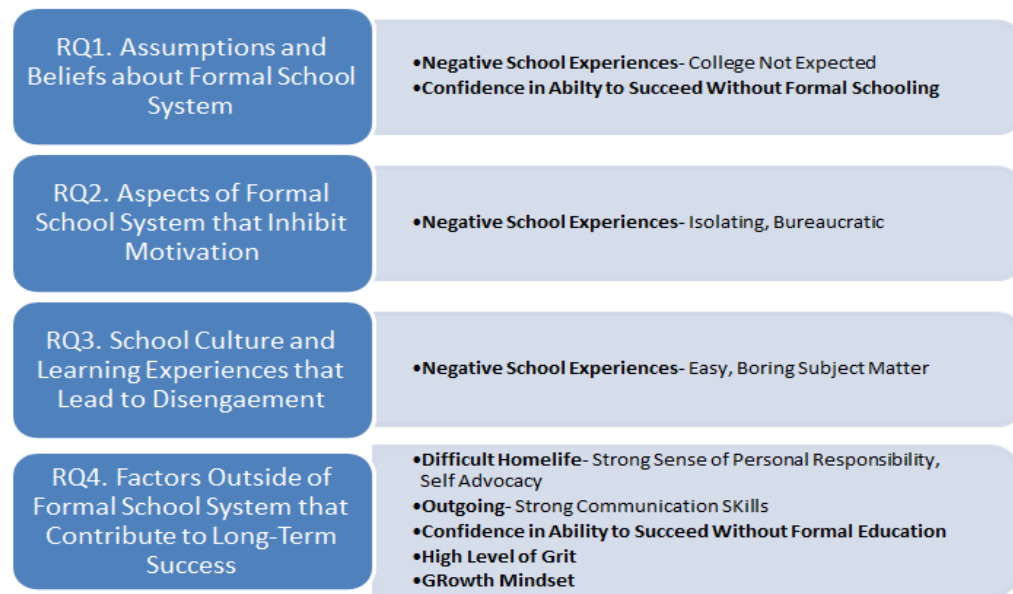 RQ1. Assumptions and
Beliefs about Formal School
System
•Negative School Experiences- College Not Expected
•Confidence in Abilty to Succeed Without Formal Schooling
RQ2. Aspects of Formal
School System that Inhibit
Motivation
•Negative School Experiences- Isolating, Bureaucratic
RQ3. School Culture and
Learning Experiences that
Lead to Disengaement
•Negative School Experiences- Easy, Boring Subject Matter
RQ4. Factors Outside of
Formal School System that
Contribute to Long-Term
Success
•Difficult Homelife- Strong Sense of Personal Responsibility,
Self Advocacy
•Outgoing- Strong Communication SKills
•Confidence in Ability to Succeed Without Formal Education
•High Level of Grit
•GRowth Mindset